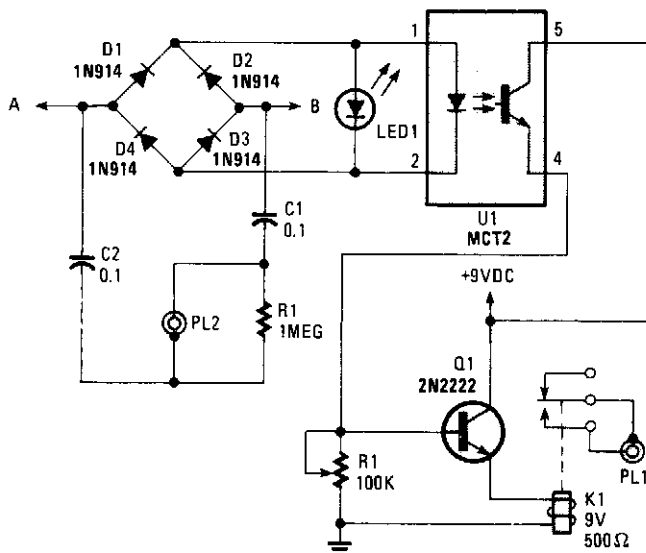 D1
1N914
D2
1N914
A
B
D4
1N914
D3
1N914
LED1
1
5
2
4
U1
MCT2
C1
0.1
C2
0.1
PL2
R1
1MEG
+9VDC
Q1
2N2222
R1
100K
PL1
K1
9V
500Ω